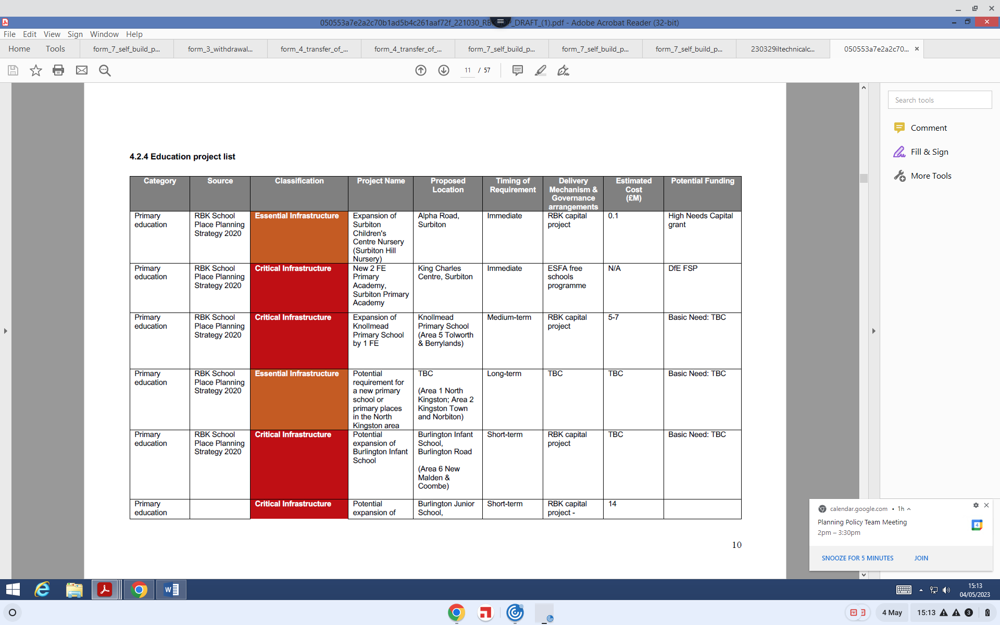 050553a7e2a2c70b1ad5b4c261aaf72f_221030_RBK DRAFT_(1).pdf - Adobe Acrobat Reader (32-bit)
File Edit View Sign Window Help
Home Tools form_7_self_build_p... form_3_withdrawal... form_4_transfer_of_... form_4_transfer_of_... form_7_self_build_p... form_7_self_build_p... form_7_self_build_p... 230329iltechnicalc... 050553a7e2a2c70...
11 / 57
Search tools
Comment
Fill & Sign
More Tools
4.2.4 Education project list
Category Source Classification Project Name Proposed Timing of Delivery Estimated Potential Funding
Location Requirement Mechanism & Cost
Governance (£M)
arrangements
Primary RBK School Essential Infrastructure Expansion of Alpha Road, Immediate RBK capital 0.1 High Needs Capital
education Place Planning Surbiton Surbiton project grant
Strategy 2020 Children's
Centre Nursery
(Surbiton Hill
Nursery)
Primary RBK School Critical Infrastructure New 2 FE King Charles Immediate ESFA free N/A DfE FSP
education Place Planning Primary Centre, Surbiton schools
Strategy 2020 Academy, programme
Surbiton Primary
Academy
Primary RBK School Critical Infrastructure Expansion of Knollmead Medium-term RBK capital 5-7 Basic Need: TBC
education Place Planning Knollmead Primary School project
Strategy 2020 Primary School (Area 5 Tolworth
by 1 FE & Berrylands)
Primary RBK School Essential Infrastructure Potential TBC Long-term TBC TBC Basic Need: TBC
education Place Planning requirement for
Strategy 2020 a new primary (Area 1 North
school or Kingston; Area 2
primary places Kingston Town
in the North and Norbiton)
Kingston area
Primary RBK School Critical Infrastructure Potential Burlington Infant Short-term RBK capital TBC Basic Need: TBC
education Place Planning expansion of School, project
Strategy 2020 Burlington Infant Burlington Road
School
(Area 6 New
Malden &
Coombe)
Primary Critical Infrastructure Potential Burlington Junior Short-term RBK capital 14
education expansion of School, project -
10
calendar.google.com • 1h
Planning Policy Team Meeting
2pm – 3:30pm
SNOOZE FOR 5 MINUTES JOIN
15:13
04/05/2023
4 May 15:13 3